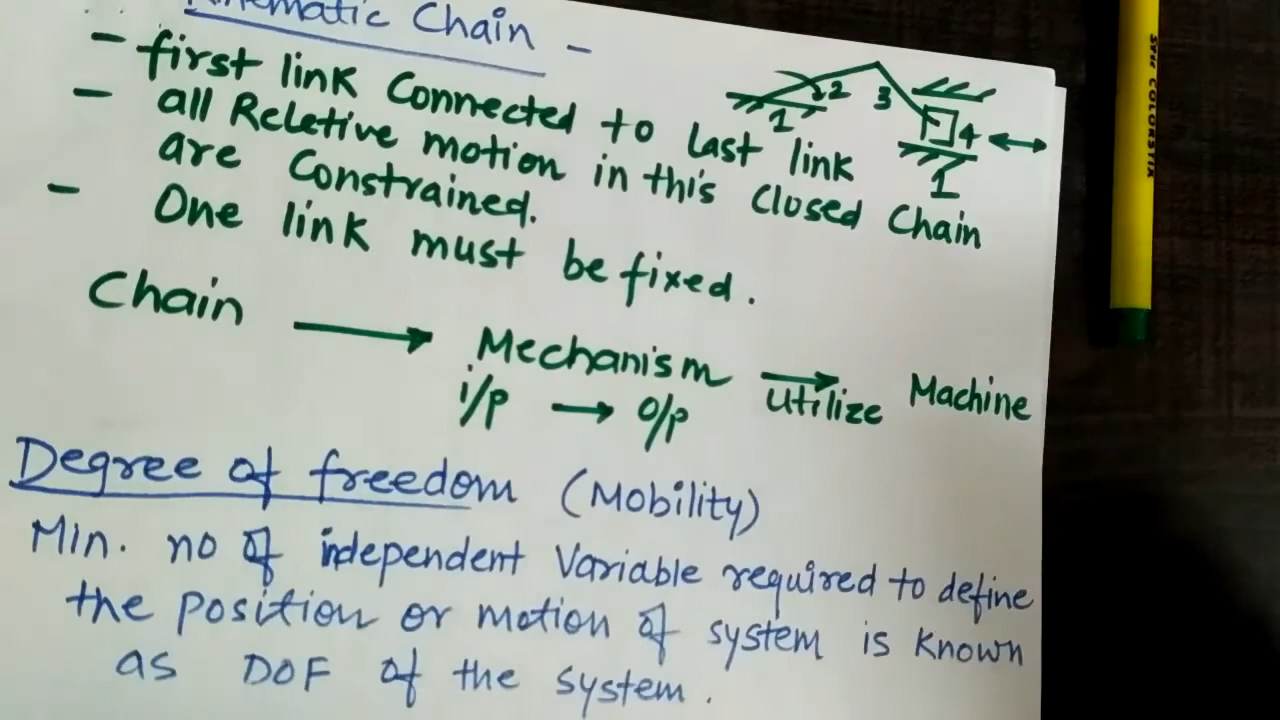 Kinematic Chain -
- first link Connected to Last link
- all Reletive motion in this Closed Chain
are Constrained.
- One link must be fixed.
1 2 3 4 1
Chain → Mechanism → Utilize Machine
i/p → o/p
Degree of freedom (Mobility)
Min. no of independent Variable required to define
the position or motion of system is known
as DOF of the system.